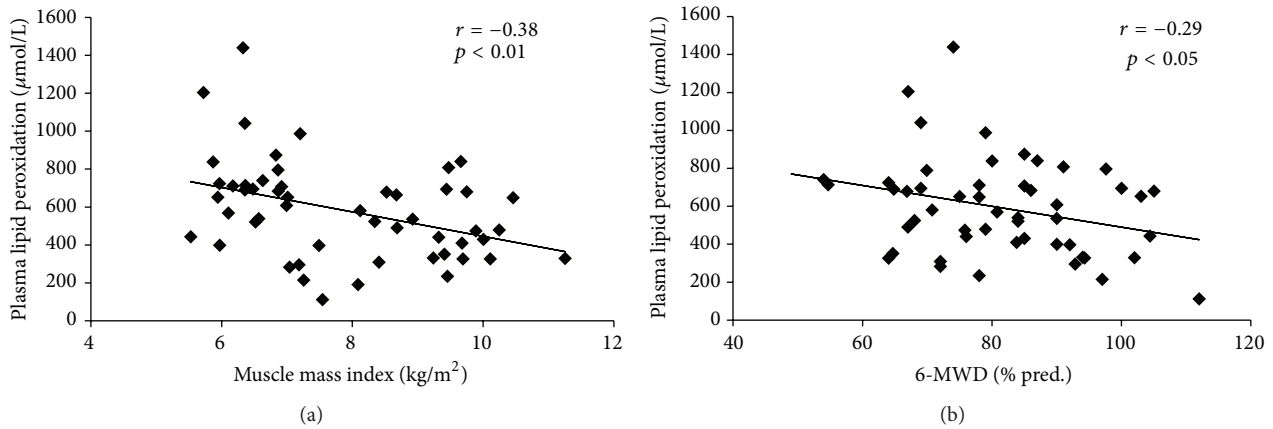 Plasma lipid peroxidation (μmol/L)
1600
1400
1200
1000
800
600
400
200
0
r = −0.38
p < 0.01
4
6
8
10
12
Muscle mass index (kg/m²)
(a)
Plasma lipid peroxidation (μmol/L)
1600
1400
1200
1000
800
600
400
200
0
r = −0.29
p < 0.05
40
60
80
100
120
6-MWD (% pred.)
(b)